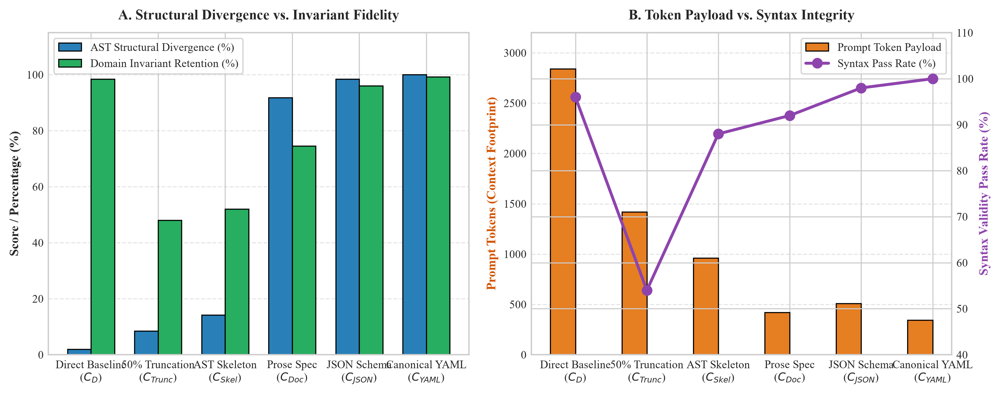 A. Structural Divergence vs. Invariant Fidelity
AST Structural Divergence (%)
Domain Invariant Retention (%)
Score / Percentage (%)
100
80
60
40
20
0
Direct Baseline 50% Truncation AST Skeleton Prose Spec JSON Schema Canonical YAML
(C_D) (C_Trunc) (C_Skel) (C_Doc) (C_JSON) (C_YAML)
B. Token Payload vs. Syntax Integrity
Prompt Token Payload
Syntax Pass Rate (%)
Prompt Tokens (Context Footprint)
3000
2500
2000
1500
1000
500
0
Syntax Validity Pass Rate (%)
110
100
90
80
70
60
50
40
Direct Baseline 50% Truncation AST Skeleton Prose Spec JSON Schema Canonical YAML
(C_D) (C_Trunc) (C_Skel) (C_Doc) (C_JSON) (C_YAML)